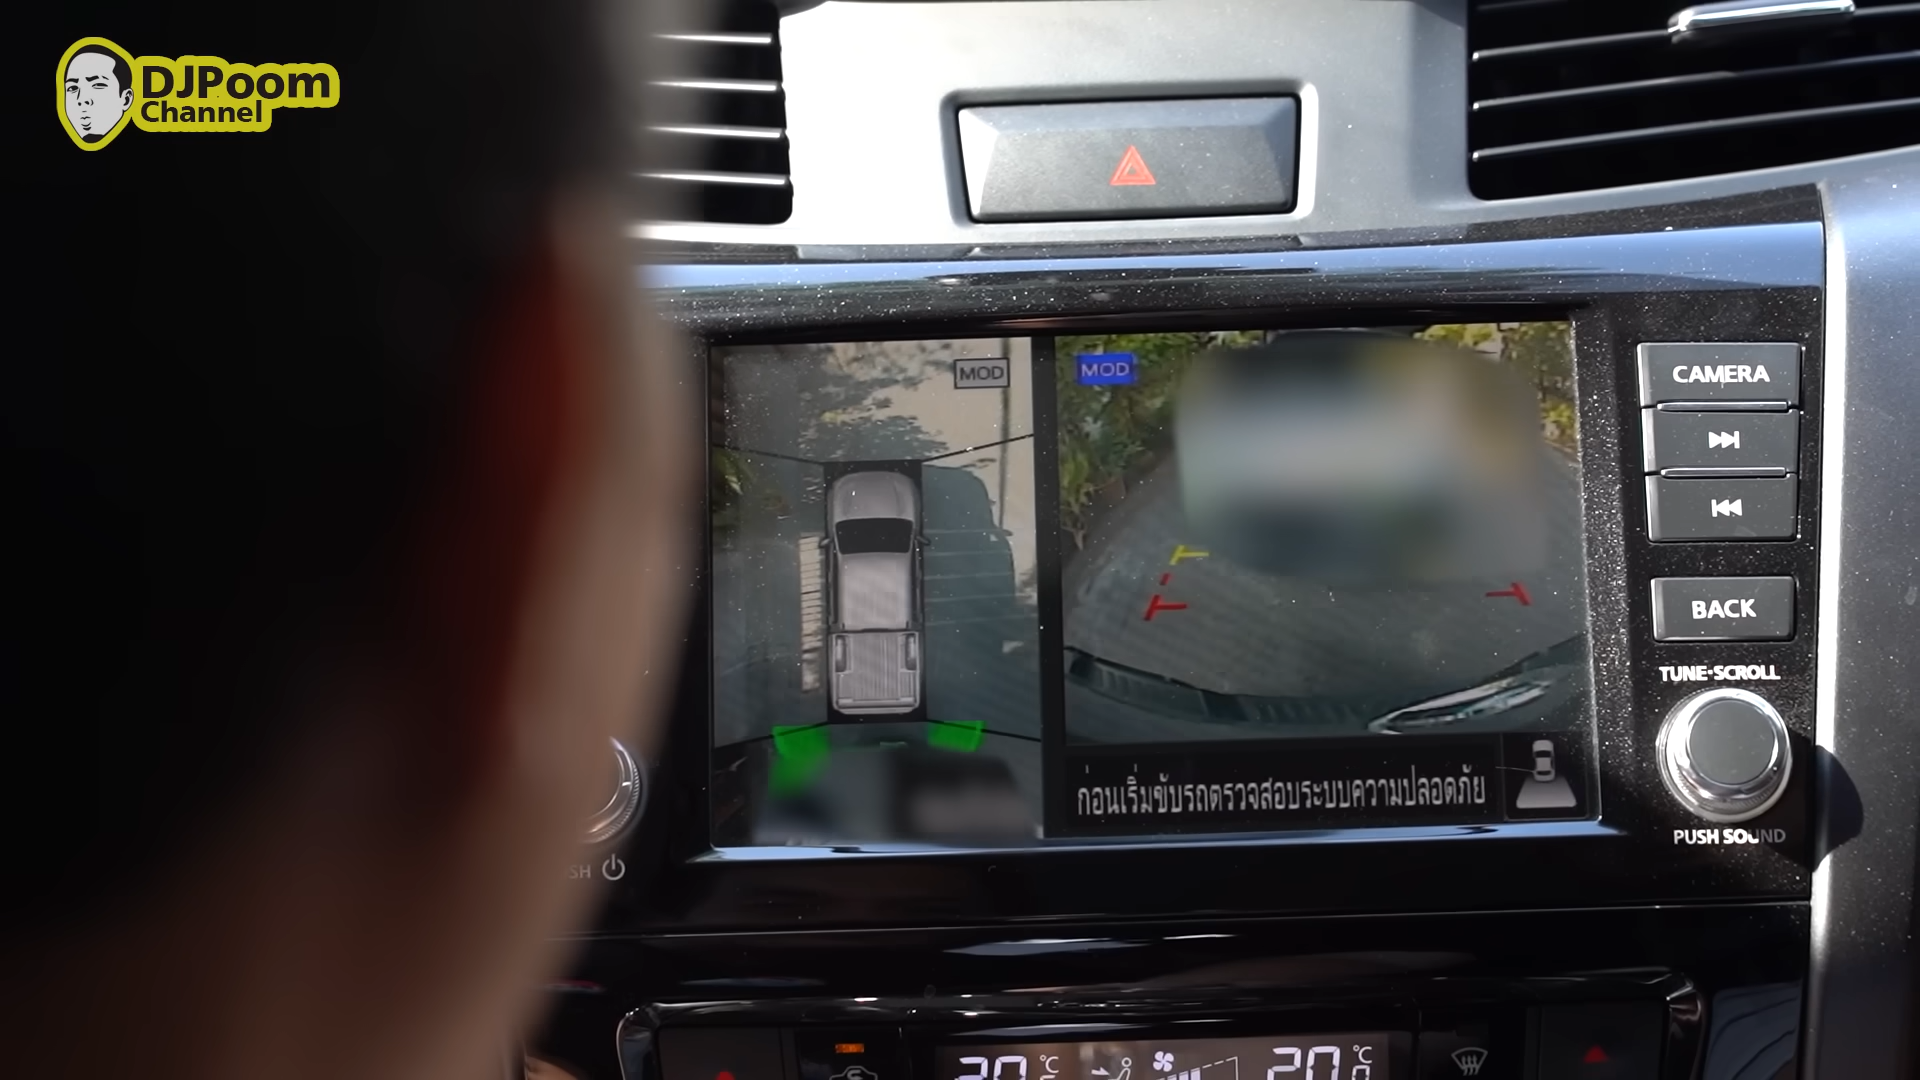 DJPoom
Channel
MOD
MOD
CAMERA
BACK
TUNE·SCROLL
PUSH SOUND
ก่อนเริ่มขับรถตรวจสอบระบบความปลอดภัย
20 °C
20 °C